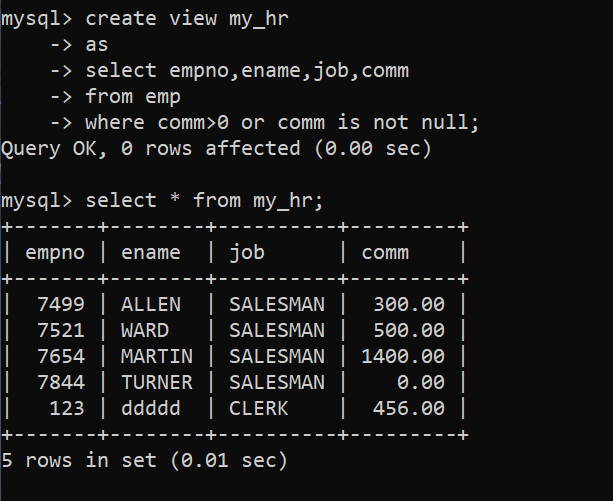 mysql> create view my_hr
    -> as
    -> select empno,ename,job,comm
    -> from emp
    -> where comm>0 or comm is not null;
Query OK, 0 rows affected (0.00 sec)

mysql> select * from my_hr;
+-------+--------+----------+---------+
| empno | ename  | job      | comm    |
+-------+--------+----------+---------+
|  7499 | ALLEN  | SALESMAN |  300.00 |
|  7521 | WARD   | SALESMAN |  500.00 |
|  7654 | MARTIN | SALESMAN | 1400.00 |
|  7844 | TURNER | SALESMAN |    0.00 |
|   123 | ddddd  | CLERK    |  456.00 |
+-------+--------+----------+---------+
5 rows in set (0.01 sec)